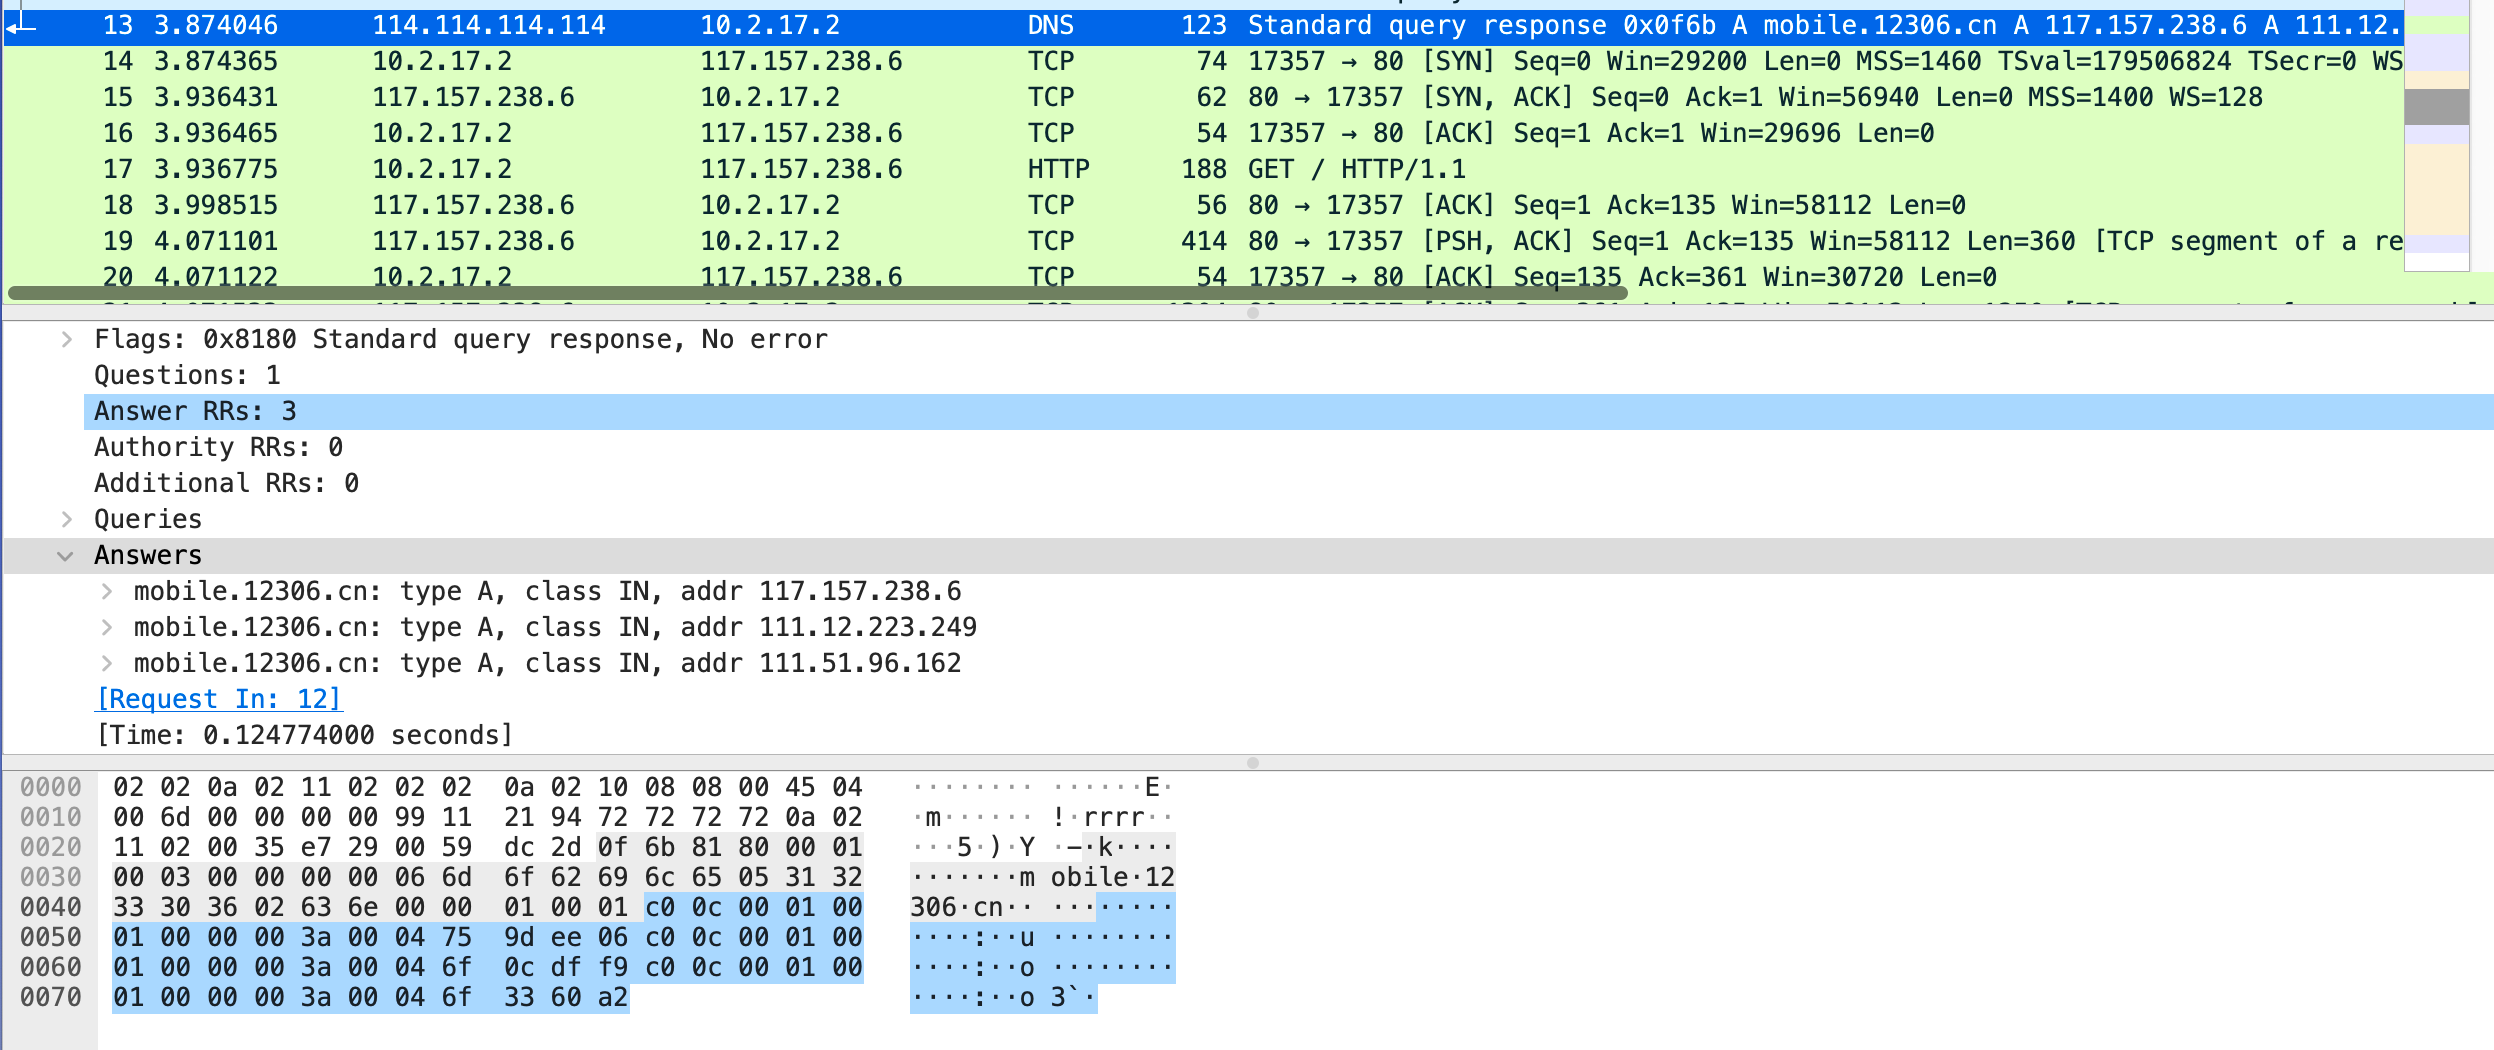 13 3.874046 114.114.114.114 10.2.17.2 DNS 123 Standard query response 0x0f6b A mobile.12306.cn A 117.157.238.6 A 111.12.
14 3.874365 10.2.17.2 117.157.238.6 TCP 74 17357 → 80 [SYN] Seq=0 Win=29200 Len=0 MSS=1460 TSval=179506824 TSecr=0 WS
15 3.936431 117.157.238.6 10.2.17.2 TCP 62 80 → 17357 [SYN, ACK] Seq=0 Ack=1 Win=56940 Len=0 MSS=1400 WS=128
16 3.936465 10.2.17.2 117.157.238.6 TCP 54 17357 → 80 [ACK] Seq=1 Ack=1 Win=29696 Len=0
17 3.936775 10.2.17.2 117.157.238.6 HTTP 188 GET / HTTP/1.1
18 3.998515 117.157.238.6 10.2.17.2 TCP 56 80 → 17357 [ACK] Seq=1 Ack=135 Win=58112 Len=0
19 4.071101 117.157.238.6 10.2.17.2 TCP 414 80 → 17357 [PSH, ACK] Seq=1 Ack=135 Win=58112 Len=360 [TCP segment of a re
20 4.071122 10.2.17.2 117.157.238.6 TCP 54 17357 → 80 [ACK] Seq=135 Ack=361 Win=30720 Len=0
Flags: 0x8180 Standard query response, No error
Questions: 1
Answer RRs: 3
Authority RRs: 0
Additional RRs: 0
Queries
Answers
mobile.12306.cn: type A, class IN, addr 117.157.238.6
mobile.12306.cn: type A, class IN, addr 111.12.223.249
mobile.12306.cn: type A, class IN, addr 111.51.96.162
[Request In: 12]
[Time: 0.124774000 seconds]
0000 02 02 0a 02 11 02 02 02 0a 02 10 08 08 00 45 04 ········ ······E·
0010 00 6d 00 00 00 00 99 11 21 94 72 72 72 72 0a 02 ·m······ !·rrrr··
0020 11 02 00 35 e7 29 00 59 dc 2d 0f 6b 81 80 00 01 ···5·)·Y ·-·k····
0030 00 03 00 00 00 00 06 6d 6f 62 69 6c 65 05 31 32 ·······m obile·12
0040 33 30 36 02 63 6e 00 00 01 00 01 c0 0c 00 01 00 306·cn·· ········
0050 01 00 00 00 3a 00 04 75 9d ee 06 c0 0c 00 01 00 ····:··u ········
0060 01 00 00 00 3a 00 04 6f 0c df f9 c0 0c 00 01 00 ····:··o ········
0070 01 00 00 00 3a 00 04 6f 33 60 a2 ····:··o 3`·